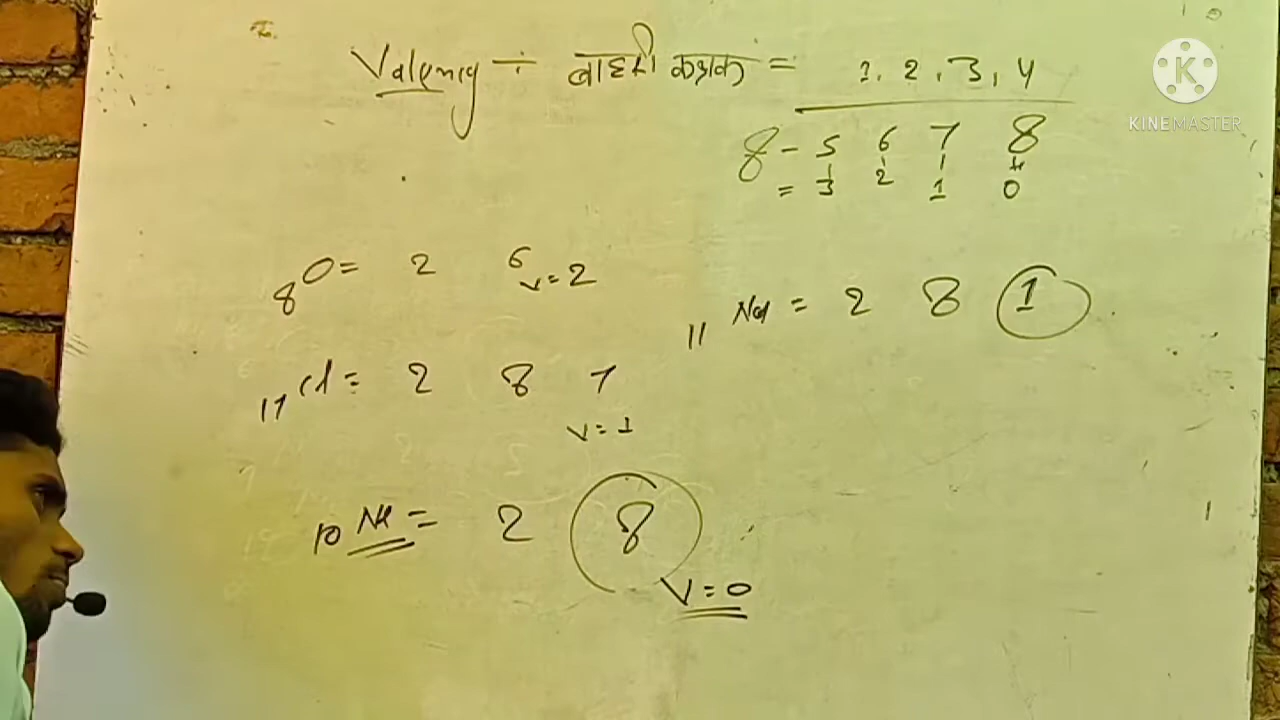 Valency ÷ बाहरी कक्षक = 1, 2, 3, 4
8 - 5 6 7 8
= 3 2 1 0
8O = 2 6
v = 2
11 Na = 2 8 1
17 Cl = 2 8 7
v = 1
10 Ne = 2 8
V = 0
K
KINEMASTER